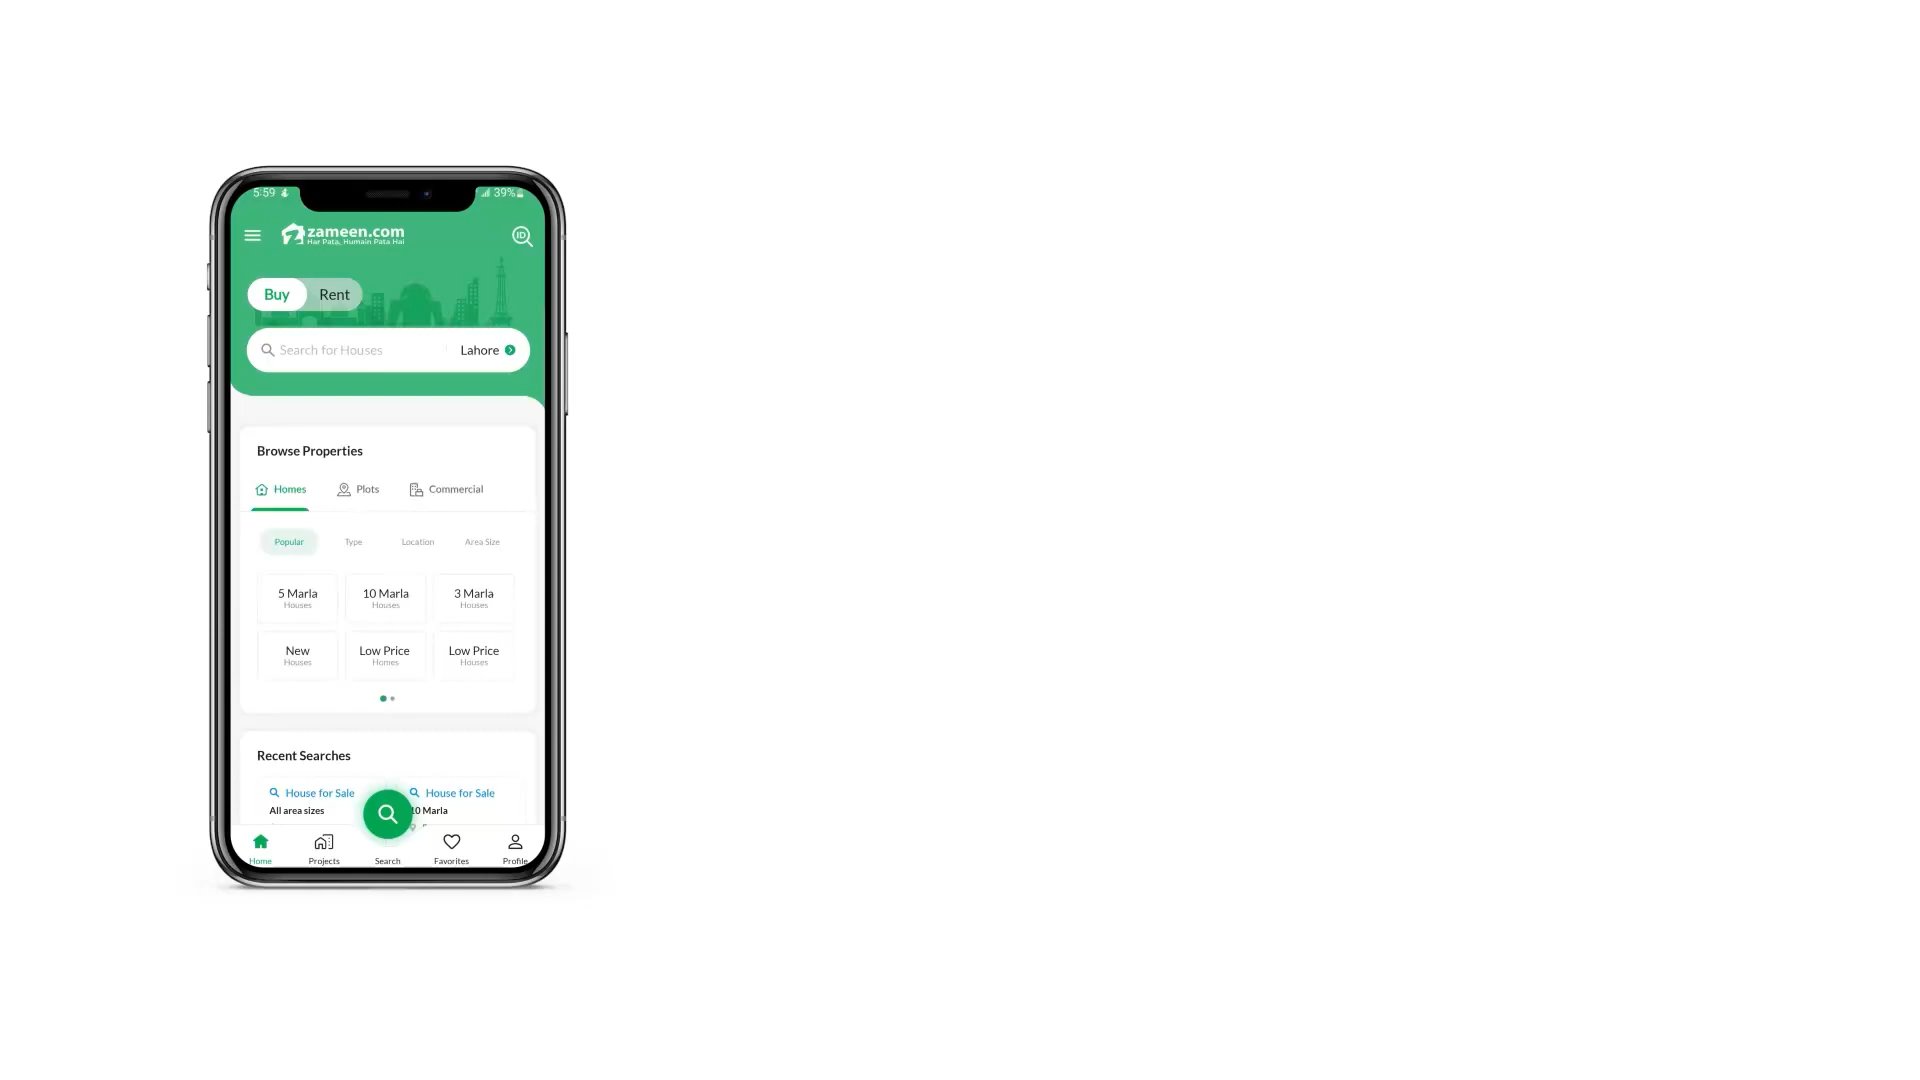 5:59
39%
zameen.com
Har Pata, Humain Pata Hai
ID
Buy
Rent
Search for Houses
Lahore
Browse Properties
Homes
Plots
Commercial
Popular
Type
Location
Area Size
5 Marla
Houses
10 Marla
Houses
3 Marla
Houses
New
Houses
Low Price
Homes
Low Price
Houses
Recent Searches
House for Sale
All area sizes
House for Sale
10 Marla
Home
Projects
Search
Favorites
Profile